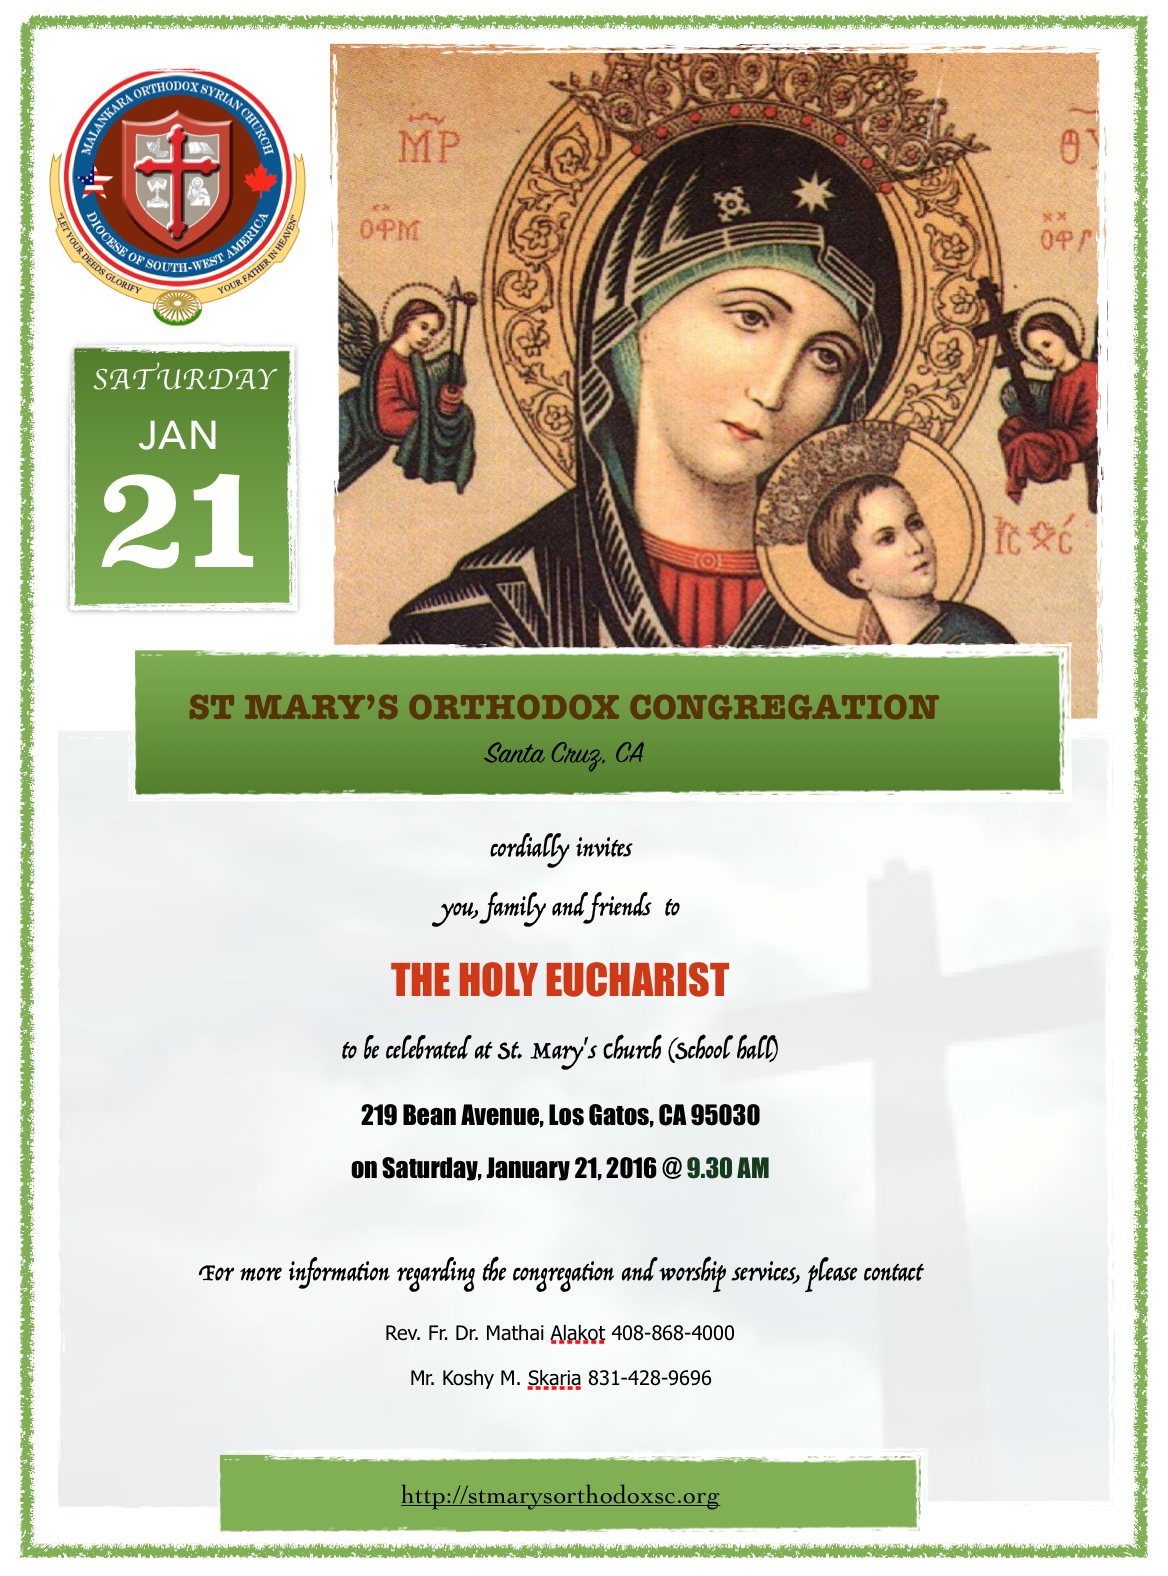 MALANKARA ORTHODOX SYRIAN CHURCH
DIOCESE OF SOUTH-WEST AMERICA
"LET YOUR DEEDS GLORIFY
YOUR FATHER IN HEAVEN"
SATURDAY
JAN
21
ST MARY’S ORTHODOX CONGREGATION
Santa Cruz, CA
cordially invites
you, family and friends to
THE HOLY EUCHARIST
to be celebrated at St. Mary's Church (School hall)
219 Bean Avenue, Los Gatos, CA 95030
on Saturday, January 21, 2016 @ 9.30 AM
For more information regarding the congregation and worship services, please contact
Rev. Fr. Dr. Mathai Alakot 408-868-4000
Mr. Koshy M. Skaria 831-428-9696
http://stmarysorthodoxsc.org